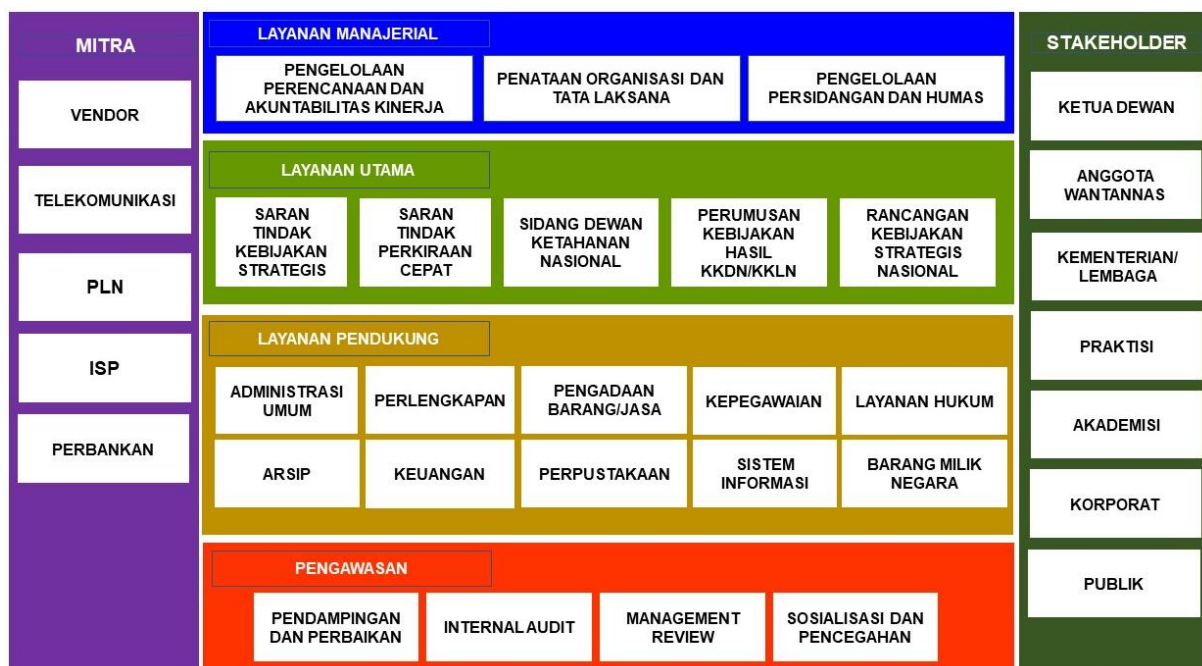 MITRA
VENDOR
TELEKOMUNIKASI
PLN
ISP
PERBANKAN
LAYANAN MANAJERIAL
PENGELOLAAN
PERENCANAAN DAN
AKUNTABILITAS KINERJA
PENATAAN ORGANISASI DAN
TATA LAKSANA
PENGELOLAAN
PERSIDANGAN DAN HUMAS
LAYANAN UTAMA
SARAN
TINDAK
KEBIJAKAN
STRATEGIS
SARAN
TINDAK
PERKIRAAN
CEPAT
SIDANG DEWAN
KETAHANAN
NASIONAL
PERUMUSAN
KEBIJAKAN
HASIL
KKDN/KKLN
RANCANGAN
KEBIJAKAN
STRATEGIS
NASIONAL
LAYANAN PENDUKUNG
ADMINISTRASI
UMUM
PERLENGKAPAN
PENGADAAN
BARANG/JASA
KEPEGAWAIAN
LAYANAN HUKUM
ARSIP
KEUANGAN
PERPUSTAKAAN
SISTEM
INFORMASI
BARANG MILIK
NEGARA
PENGAWASAN
PENDAMPINGAN
DAN PERBAIKAN
INTERNAL AUDIT
MANAGEMENT
REVIEW
SOSIALISASI DAN
PENCEGAHAN
STAKEHOLDER
KETUA DEWAN
ANGGOTA
WANTANNAS
KEMENTERIAN/
LEMBAGA
PRAKTISI
AKADEMISI
KORPORAT
PUBLIK